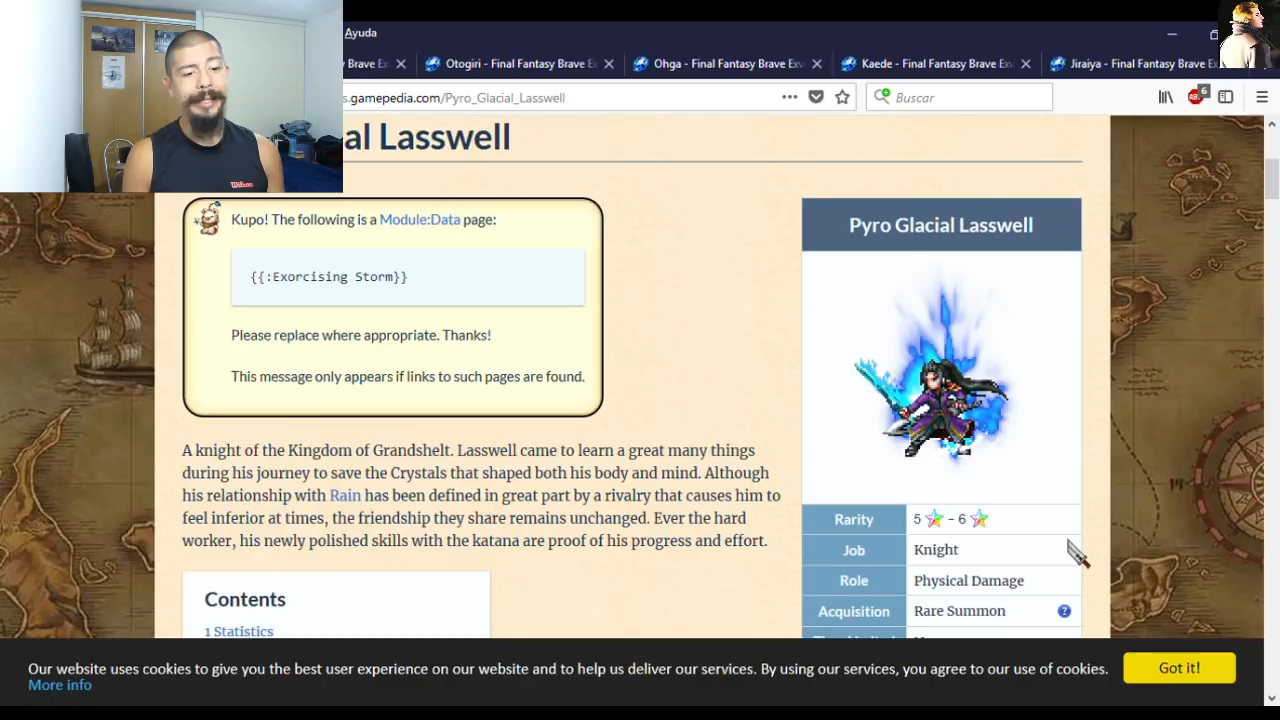 Ayuda
Brave Ex
Otogiri - Final Fantasy Brave Ex
Ohga - Final Fantasy Brave Exv
Kaede - Final Fantasy Brave Exv
Jiraiya - Final Fantasy Brave Ex
s.gamepedia.com/Pyro_Glacial_Lasswell
Buscar
6
al Lasswell
Wilson
Kupo! The following is a Module:Data page:
{{:Exorcising Storm}}
Please replace where appropriate. Thanks!
This message only appears if links to such pages are found.
A knight of the Kingdom of Grandshelt. Lasswell came to learn a great many things
during his journey to save the Crystals that shaped both his body and mind. Although
his relationship with Rain has been defined in great part by a rivalry that causes him to
feel inferior at times, the friendship they share remains unchanged. Ever the hard
worker, his newly polished skills with the katana are proof of his progress and effort.
Contents
1 Statistics
Pyro Glacial Lasswell
Rarity 5 - 6
Job Knight
Role Physical Damage
Acquisition Rare Summon ?
Our website uses cookies to give you the best user experience on our website and to help us deliver our services. By using our services, you agree to our use of cookies.
More info
Got it!